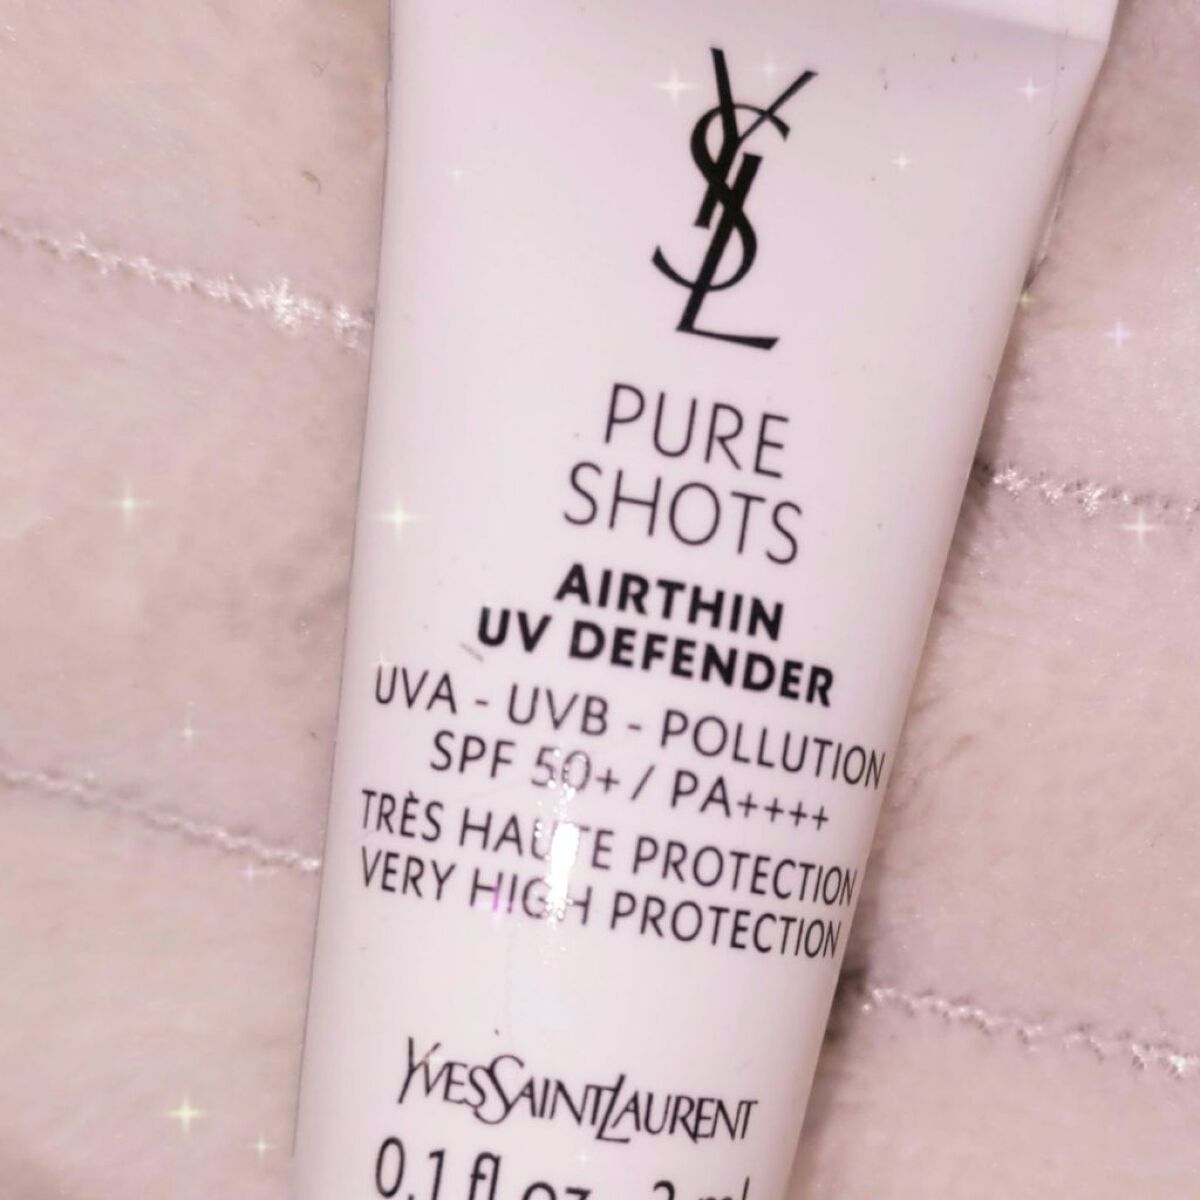 YSL
PURE
SHOTS
AIRTHIN
UV DEFENDER
UVA - UVB - POLLUTION
SPF 50+ / PA++++
TRÈS HAUTE PROTECTION
VERY HIGH PROTECTION
YVESSAINTLAURENT
0.1 fl oz